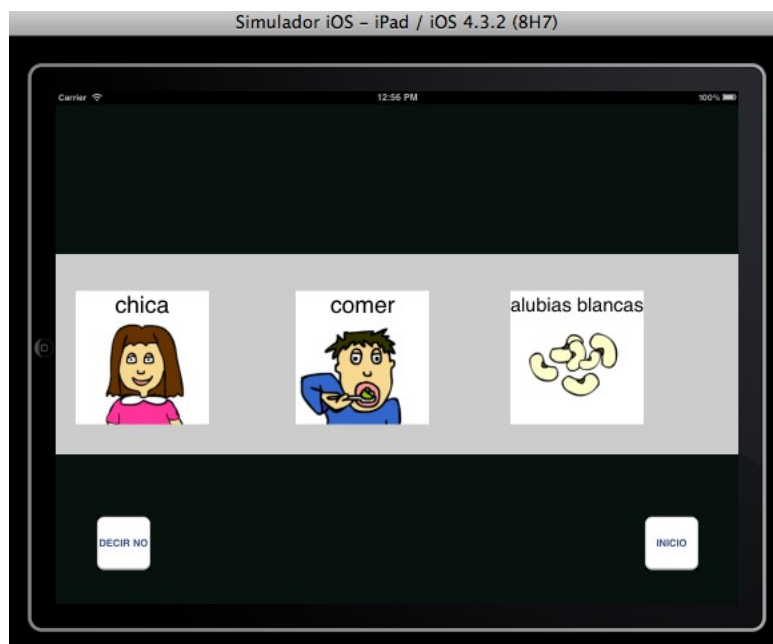 Simulador iOS – iPad / iOS 4.3.2 (8H7)
Carrier 12:56 PM 100%
chica comer alubias blancas
DECIR NO INICIO